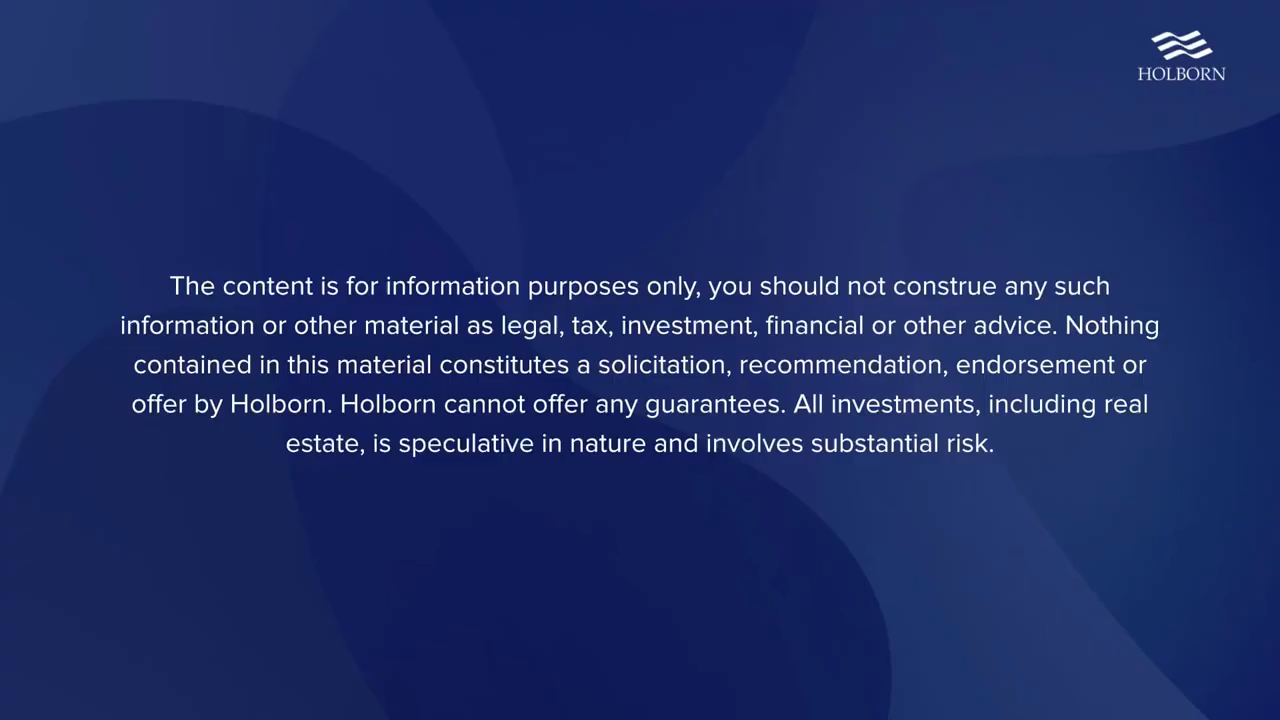 HOLBORN
The content is for information purposes only, you should not construe any such
information or other material as legal, tax, investment, financial or other advice. Nothing
contained in this material constitutes a solicitation, recommendation, endorsement or
offer by Holborn. Holborn cannot offer any guarantees. All investments, including real
estate, is speculative in nature and involves substantial risk.